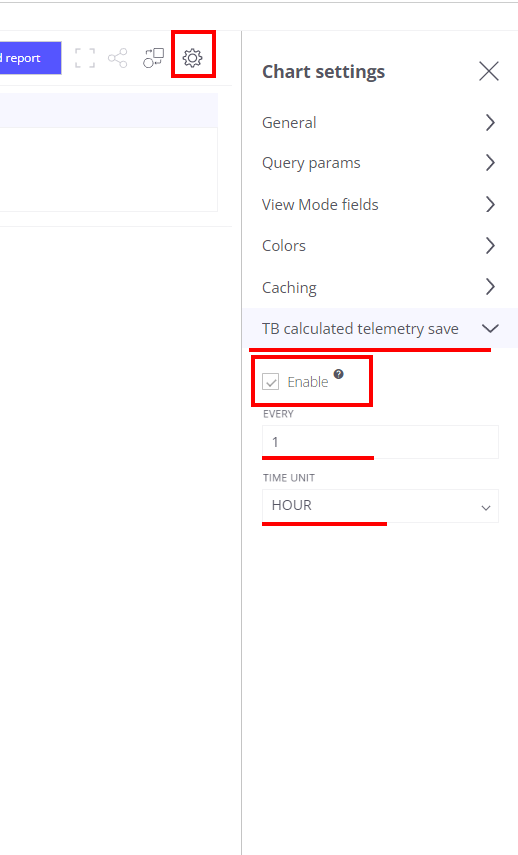 report
Chart settings
General
Query params
View Mode fields
Colors
Caching
TB calculated telemetry save
Enable ?
EVERY
1
TIME UNIT
HOUR